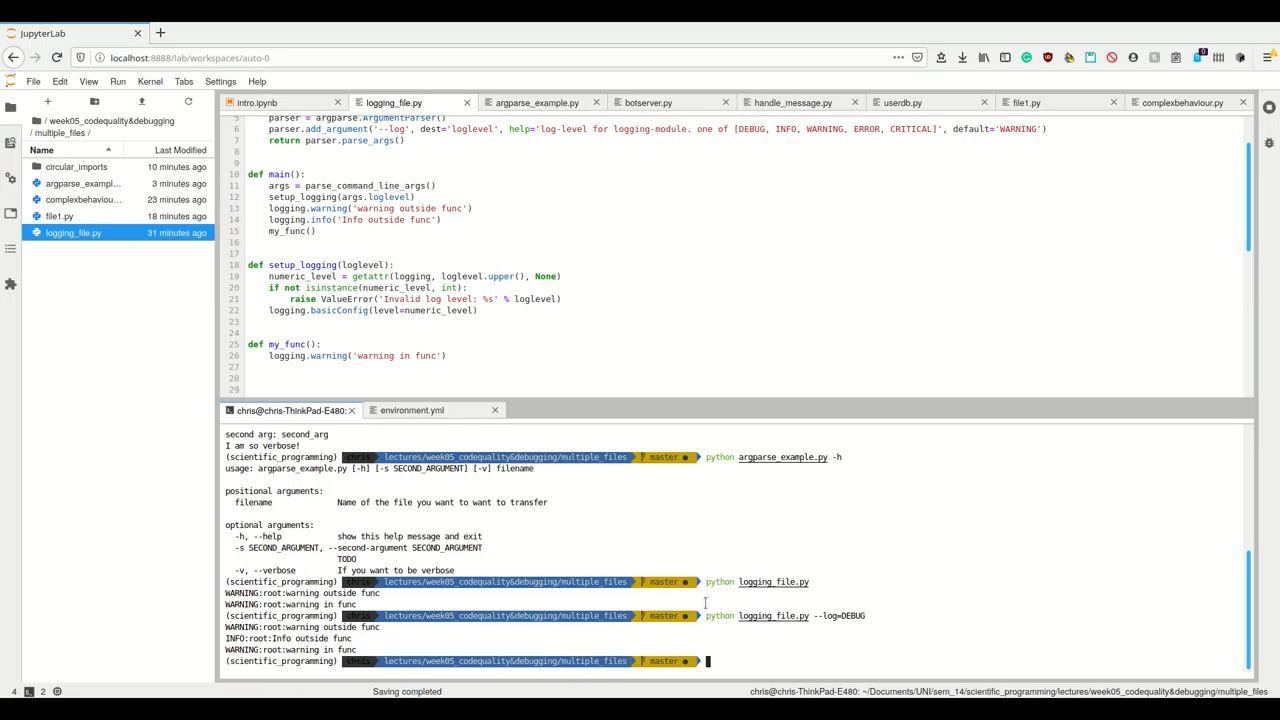 JupyterLab
localhost:8888/lab/workspaces/auto-0
File Edit View Run Kernel Tabs Settings Help
/ week05_codequality&debugging
/ multiple_files /
Name Last Modified
circular_imports 10 minutes ago
argparse_exampl... 3 minutes ago
complexbehaviou... 23 minutes ago
file1.py 18 minutes ago
logging_file.py 31 minutes ago
intro.ipynb logging_file.py argparse_example.py botserver.py handle_message.py userdb.py file1.py complexbehaviour.py
5 parser = argparse.ArgumentParser()
6 parser.add_argument('--log', dest='loglevel', help='log-level for logging-module. one of [DEBUG, INFO, WARNING, ERROR, CRITICAL]', default='WARNING')
7 return parser.parse_args()
8
9
10 def main():
11 args = parse_command_line_args()
12 setup_logging(args.loglevel)
13 logging.warning('warning outside func')
14 logging.info('Info outside func')
15 my_func()
16
17
18 def setup_logging(loglevel):
19 numeric_level = getattr(logging, loglevel.upper(), None)
20 if not isinstance(numeric_level, int):
21 raise ValueError('Invalid log level: %s' % loglevel)
22 logging.basicConfig(level=numeric_level)
23
24
25 def my_func():
26 logging.warning('warning in func')
27
28
29
chris@chris-ThinkPad-E480: environment.yml
second arg: second_arg
I am so verbose!
(scientific_programming) chris lectures/week05_codequality&debugging/multiple_files master ● python argparse_example.py -h
usage: argparse_example.py [-h] [-s SECOND_ARGUMENT] [-v] filename
positional arguments:
filename Name of the file you want to want to transfer
optional arguments:
-h, --help show this help message and exit
-s SECOND_ARGUMENT, --second-argument SECOND_ARGUMENT
TODO
-v, --verbose If you want to be verbose
(scientific_programming) chris lectures/week05_codequality&debugging/multiple_files master ● python logging_file.py
WARNING:root:warning outside func
WARNING:root:warning in func
(scientific_programming) chris lectures/week05_codequality&debugging/multiple_files master ● python logging_file.py --log=DEBUG
WARNING:root:warning outside func
INFO:root:Info outside func
WARNING:root:warning in func
(scientific_programming) chris lectures/week05_codequality&debugging/multiple_files master ●
4 2 Saving completed chris@chris-ThinkPad-E480: ~/Documents/UNI/sem_14/scientific_programming/lectures/week05_codequality&debugging/multiple_files